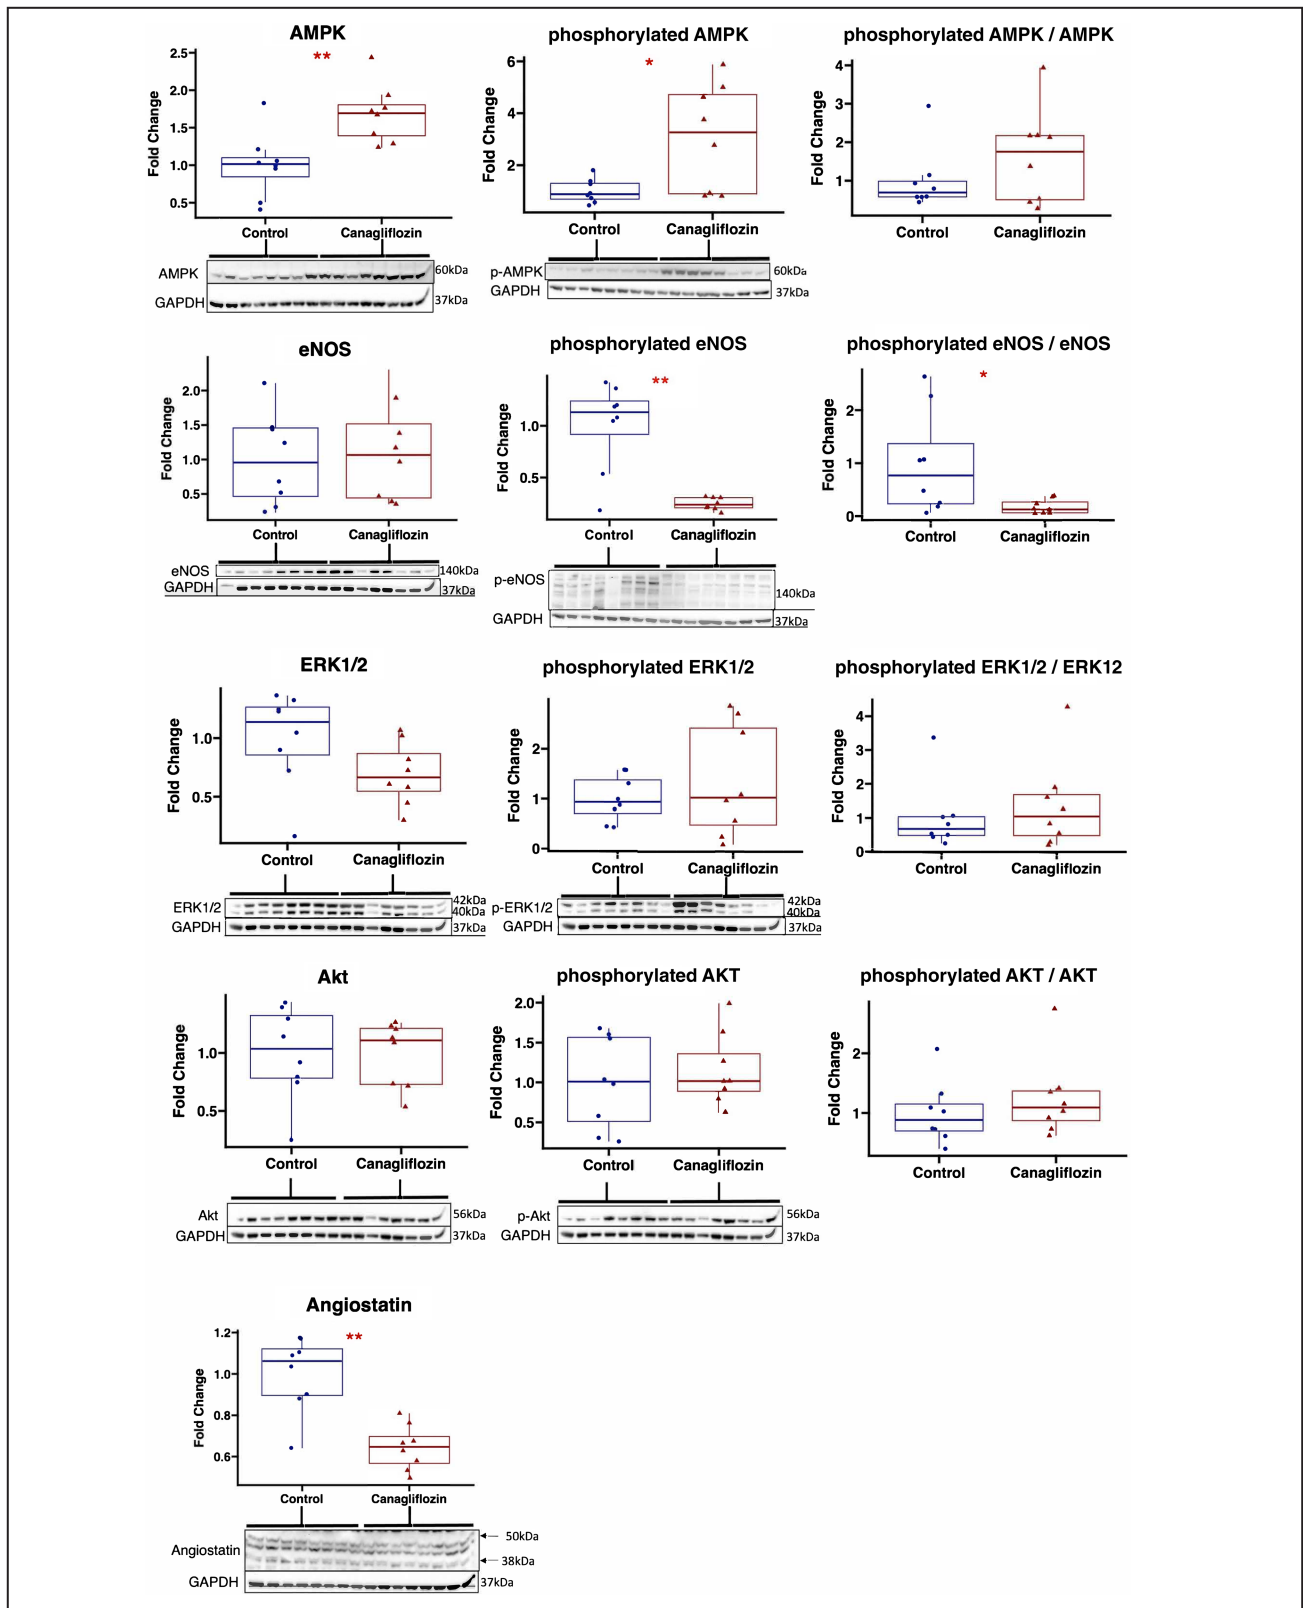 AMPK
phosphorylated AMPK
phosphorylated AMPK / AMPK
**
*
Fold Change
2.5
2.0
1.5
1.0
0.5
Fold Change
6
4
2
Fold Change
4
3
2
1
Control Canagliflozin
Control Canagliflozin
Control Canagliflozin
AMPK 60kDa
GAPDH 37kDa
p-AMPK 60kDa
GAPDH 37kDa
eNOS
phosphorylated eNOS
phosphorylated eNOS / eNOS
**
*
Fold Change
2.0
1.5
1.0
0.5
Fold Change
1.0
0.5
Fold Change
2
1
0
Control Canagliflozin
Control Canagliflozin
Control Canagliflozin
eNOS 140kDa
GAPDH 37kDa
p-eNOS 140kDa
GAPDH 37kDa
ERK1/2
phosphorylated ERK1/2
phosphorylated ERK1/2 / ERK12
Fold Change
1.0
0.5
Fold Change
2
1
0
Fold Change
4
3
2
1
0
Control Canagliflozin
Control Canagliflozin
Control Canagliflozin
ERK1/2 42kDa
40kDa
GAPDH 37kDa
p-ERK1/2 42kDa
40kDa
GAPDH 37kDa
Akt
phosphorylated AKT
phosphorylated AKT / AKT
Fold Change
1.0
0.5
Fold Change
2.0
1.5
1.0
0.5
Fold Change
2
1
Control Canagliflozin
Control Canagliflozin
Control Canagliflozin
Akt 56kDa
GAPDH 37kDa
p-Akt 56kDa
GAPDH 37kDa
Angiostatin
**
Fold Change
1.2
1.0
0.8
0.6
Control Canagliflozin
Angiostatin 50kDa
38kDa
GAPDH 37kDa